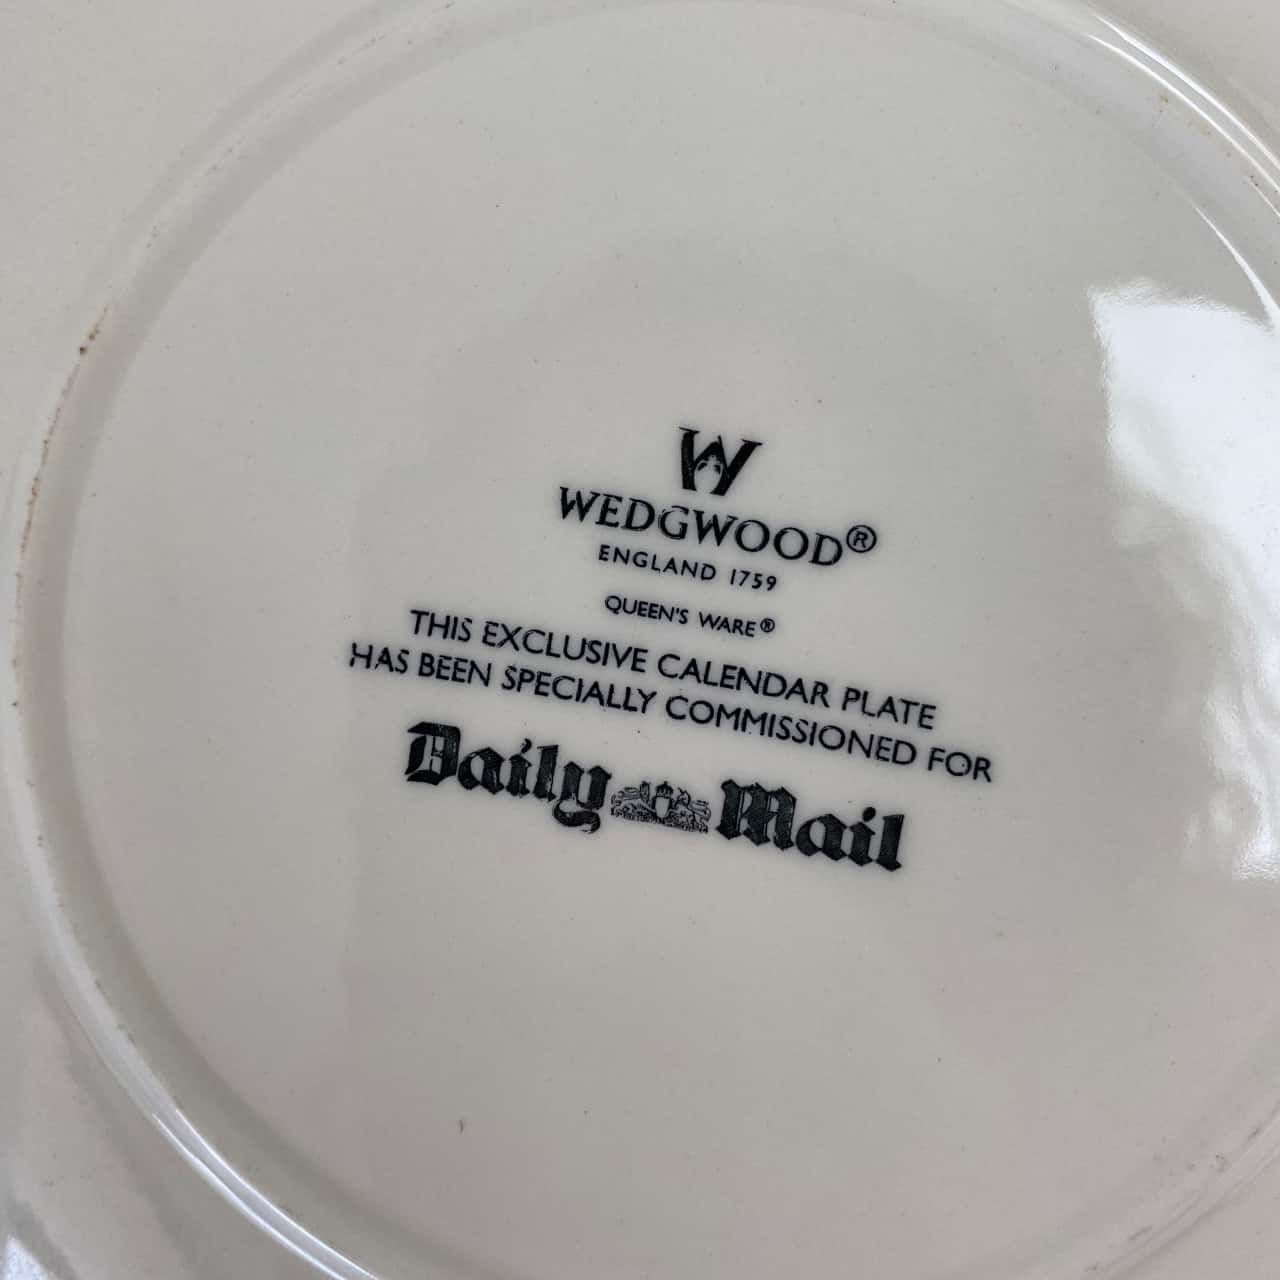 W
WEDGWOOD®
ENGLAND 1759
QUEEN'S WARE®
THIS EXCLUSIVE CALENDAR PLATE
HAS BEEN SPECIALLY COMMISSIONED FOR
Daily Mail